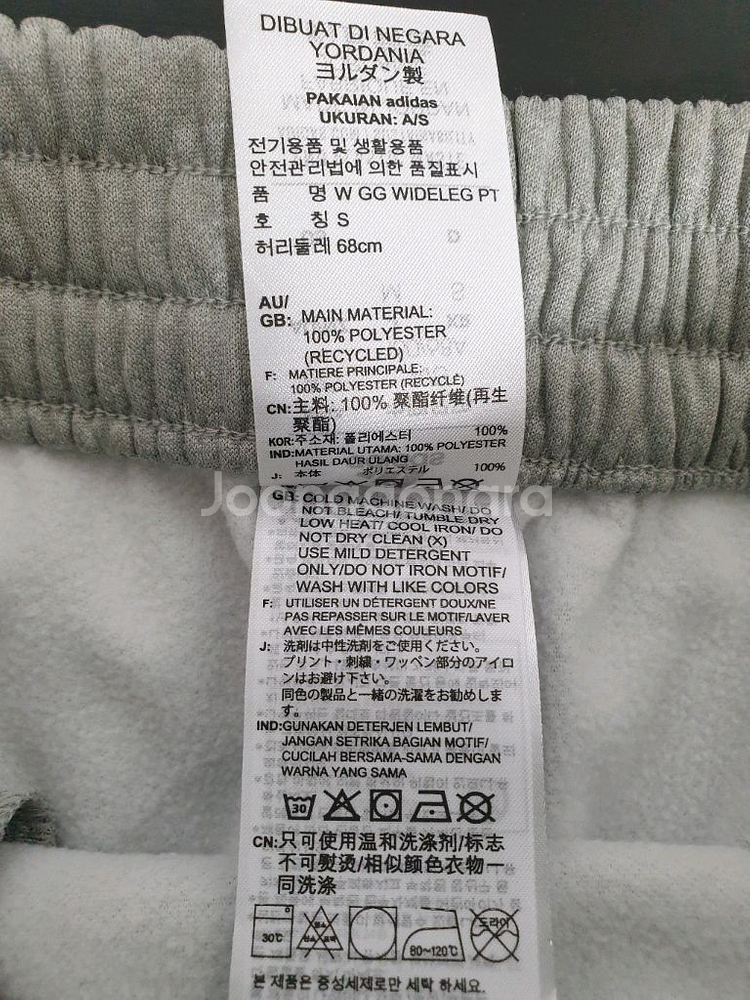 DIBUAT DI NEGARA
YORDANIA
ヨルダン製
PAKAIAN adidas
UKURAN: A/S
전기용품 및 생활용품
안전관리법에 의한 품질표시
품 명 W GG WIDELEG PT
호 칭 S
허리둘레 68cm
AU/
GB: MAIN MATERIAL:
100% POLYESTER
(RECYCLED)
F: MATIERE PRINCIPALE:
100% POLYESTER (RECYCLÉ)
CN:主料: 100% 聚酯纤维(再生
聚酯)
KOR:주소재: 폴리에스터 100%
IND:MATERIAL UTAMA: 100% POLYESTER
HASIL DAUR ULANG
J: 本体 ポリエステル 100%
GB: COLD MACHINE WASH/ DO
NOT BLEACH/ TUMBLE DRY
LOW HEAT/ COOL IRON/ DO
NOT DRY CLEAN (X)
USE MILD DETERGENT
ONLY/DO NOT IRON MOTIF/
WASH WITH LIKE COLORS
F: UTILISER UN DÉTERGENT DOUX/NE
PAS REPASSER SUR LE MOTIF/LAVER
AVEC LES MÊMES COULEURS
J: 洗剤は中性洗剤をご使用ください。
プリント・刺繍・ワッペン部分のアイロ
ンはお避け下さい。
同色の製品と一緒の洗濯をお勧めしま
す。
IND:GUNAKAN DETERJEN LEMBUT/
JANGAN SETRIKA BAGIAN MOTIF/
CUCILAH BERSAMA-SAMA DENGAN
WARNA YANG SAMA
30
CN:只可使用温和洗涤剂/标志
不可熨烫/相似颜色衣物一
同洗涤
30℃ 80~120℃ 드라이
본 제품은 중성세제로만 세탁 하세요.